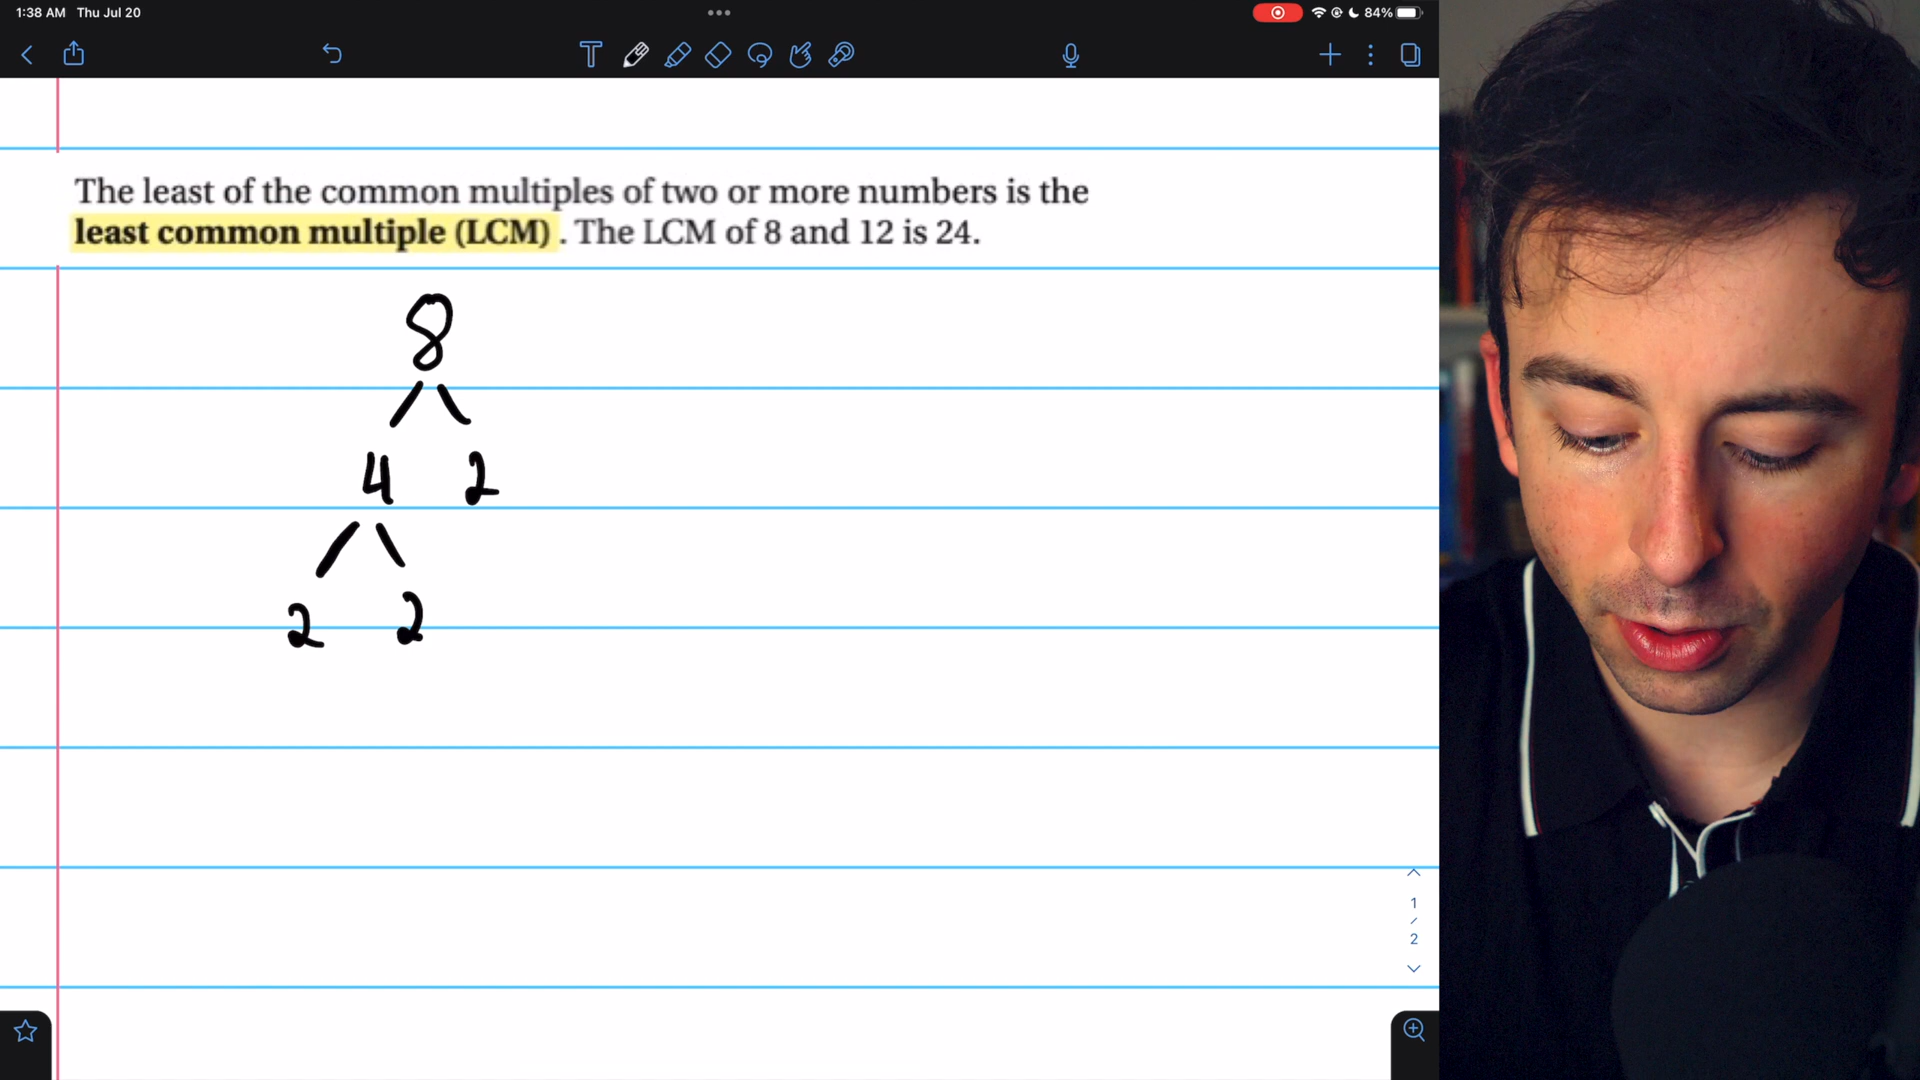 1:38 AM Thu Jul 20
84%
The least of the common multiples of two or more numbers is the
least common multiple (LCM). The LCM of 8 and 12 is 24.
8
4 2
2 2
1
/
2